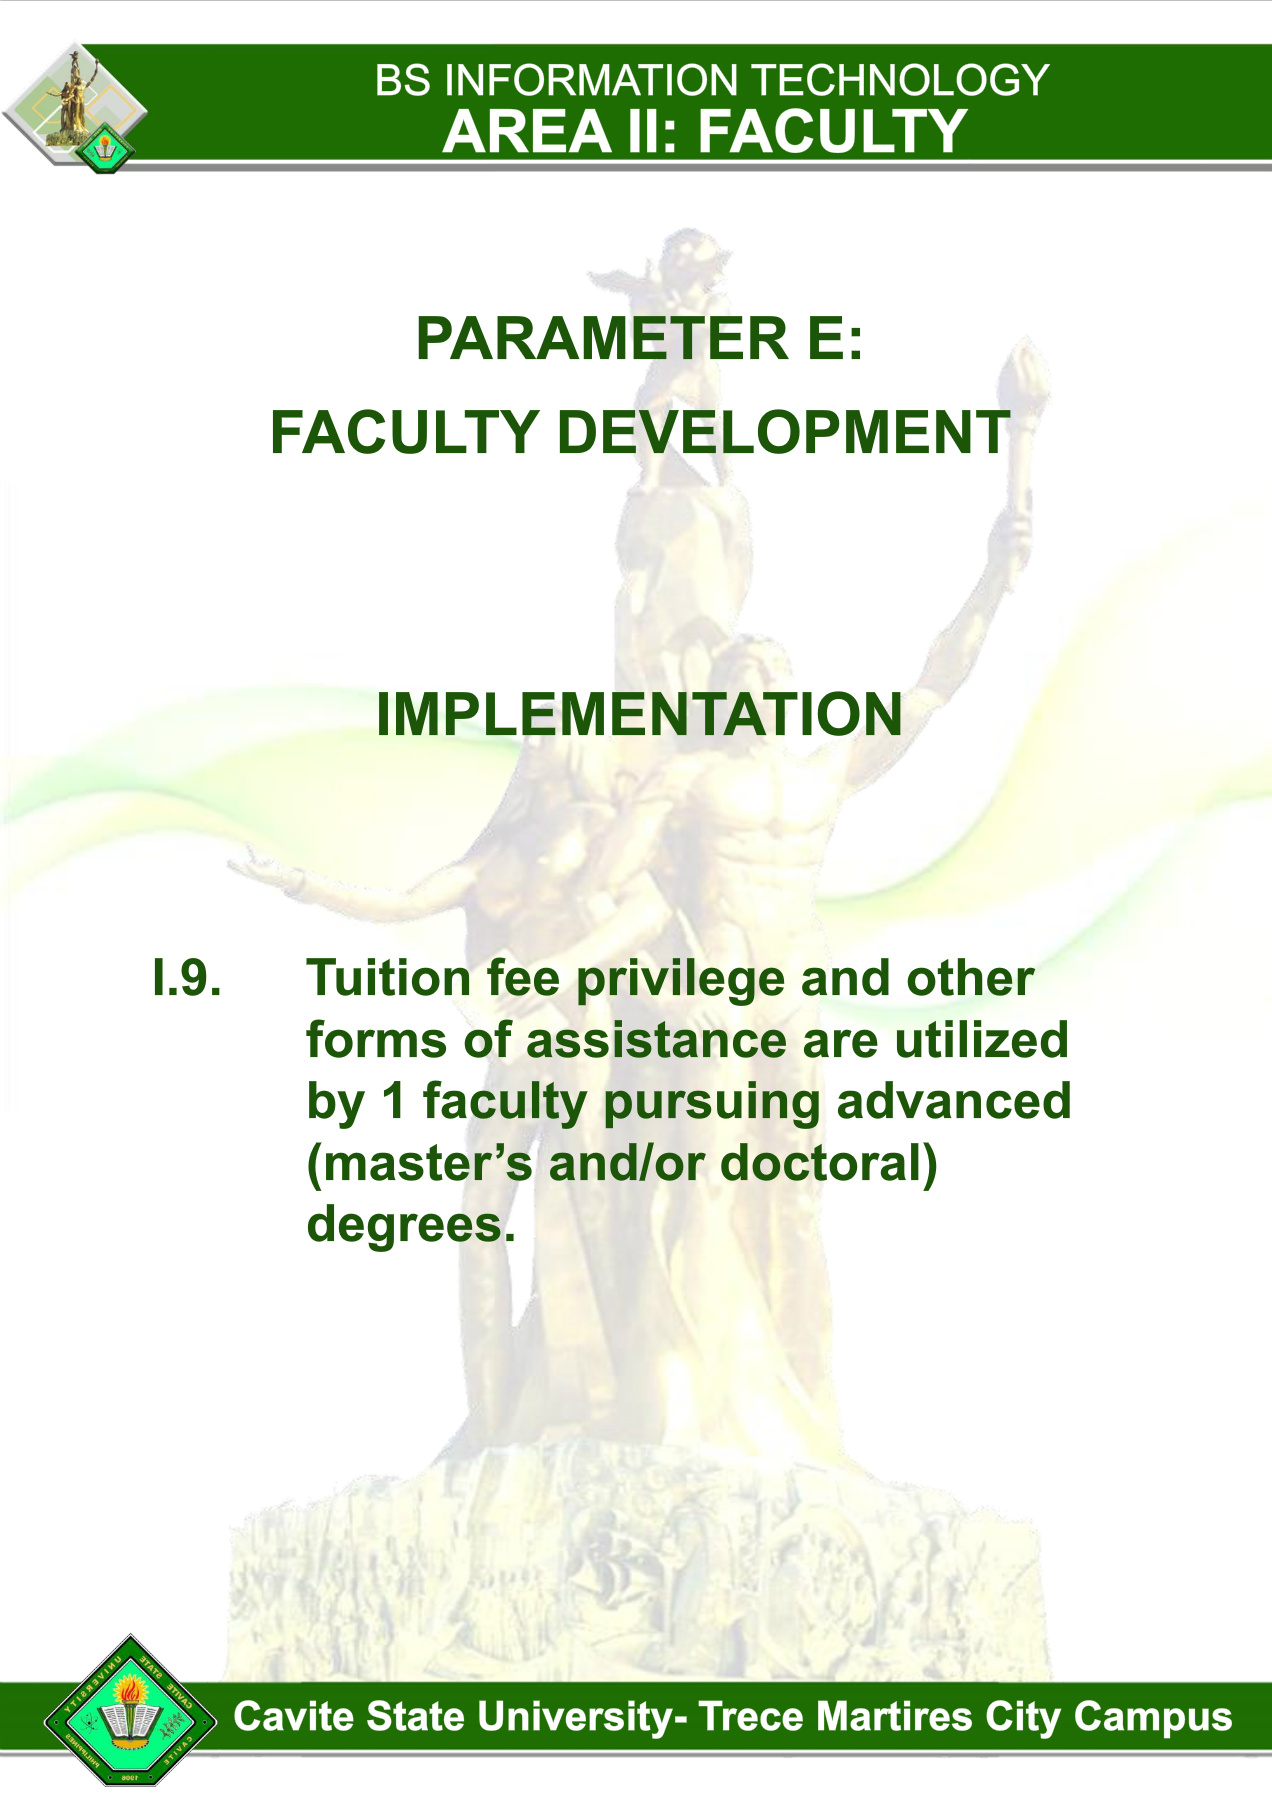 BS INFORMATION TECHNOLOGY
AREA II: FACULTY
PARAMETER E:
FACULTY DEVELOPMENT
IMPLEMENTATION
I.9. Tuition fee privilege and other
forms of assistance are utilized
by 1 faculty pursuing advanced
(master’s and/or doctoral)
degrees.
CAVITE STATE UNIVERSITY
CAVITE
PHILIPPINES
1906
Cavite State University- Trece Martires City Campus